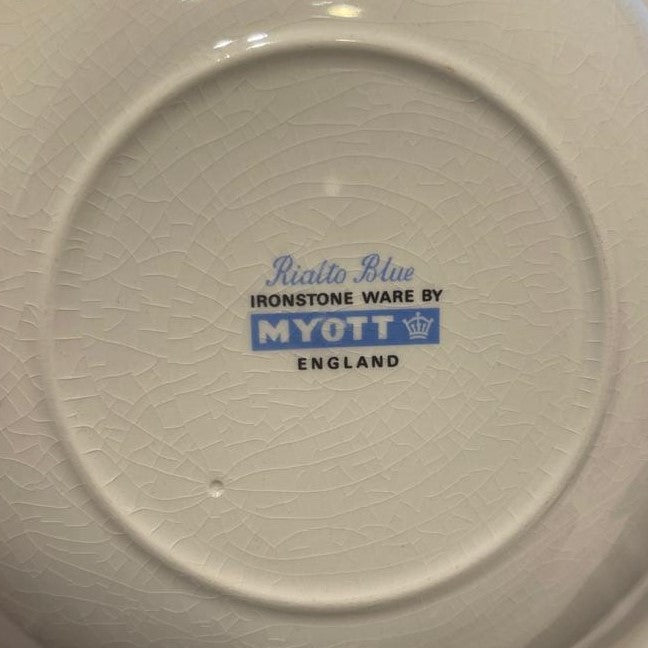 Rialto Blue
IRONSTONE WARE BY
MYOTT
ENGLAND